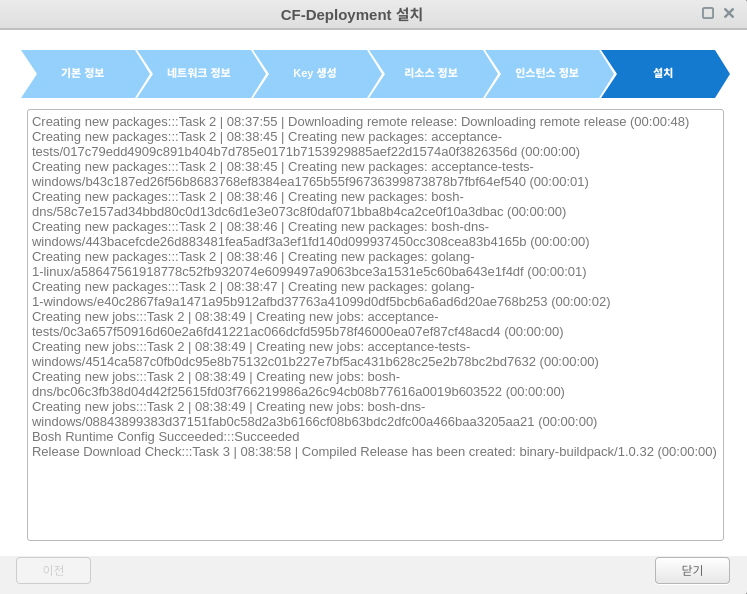 CF-Deployment 설치
기본 정보
네트워크 정보
Key 생성
리소스 정보
인스턴스 정보
설치
Creating new packages:::Task 2 | 08:37:55 | Downloading remote release: Downloading remote release (00:00:48)
Creating new packages:::Task 2 | 08:38:45 | Creating new packages: acceptance-
tests/017c79edd4909c891b404b7d785e0171b7153929885aef22d1574a0f3826356d (00:00:00)
Creating new packages:::Task 2 | 08:38:45 | Creating new packages: acceptance-tests-
windows/b43c187ed26f56b8683768ef8384ea1765b55f96736399873878b7fbf64ef540 (00:00:01)
Creating new packages:::Task 2 | 08:38:46 | Creating new packages: bosh-
dns/58c7e157ad34bbd80c0d13dc6d1e3e073c8f0daf071bba8b4ca2ce0f10a3dbac (00:00:00)
Creating new packages:::Task 2 | 08:38:46 | Creating new packages: bosh-dns-
windows/443bacefcde26d883481fea5adf3a3ef1fd140d099937450cc308cea83b4165b (00:00:00)
Creating new packages:::Task 2 | 08:38:46 | Creating new packages: golang-
1-linux/a58647561918778c52fb932074e6099497a9063bce3a1531e5c60ba643e1f4df (00:00:01)
Creating new packages:::Task 2 | 08:38:47 | Creating new packages: golang-
1-windows/e40c2867fa9a1471a95b912afbd37763a41099d0df5bcb6a6ad6d20ae768b253 (00:00:02)
Creating new jobs:::Task 2 | 08:38:49 | Creating new jobs: acceptance-
tests/0c3a657f50916d60e2a6fd41221ac066dcfd595b78f46000ea07ef87cf48acd4 (00:00:00)
Creating new jobs:::Task 2 | 08:38:49 | Creating new jobs: acceptance-tests-
windows/4514ca587c0fb0dc95e8b75132c01b227e7bf5ac431b628c25e2b78bc2bd7632 (00:00:00)
Creating new jobs:::Task 2 | 08:38:49 | Creating new jobs: bosh-
dns/bc06c3fb38d04d42f25615fd03f766219986a26c94cb08b77616a0019b603522 (00:00:00)
Creating new jobs:::Task 2 | 08:38:49 | Creating new jobs: bosh-dns-
windows/08843899383d37151fab0c58d2a3b6166cf08b63bdc2dfc00a466baa3205aa21 (00:00:00)
Bosh Runtime Config Succeeded:::Succeeded
Release Download Check:::Task 3 | 08:38:58 | Compiled Release has been created: binary-buildpack/1.0.32 (00:00:00)
이전
닫기